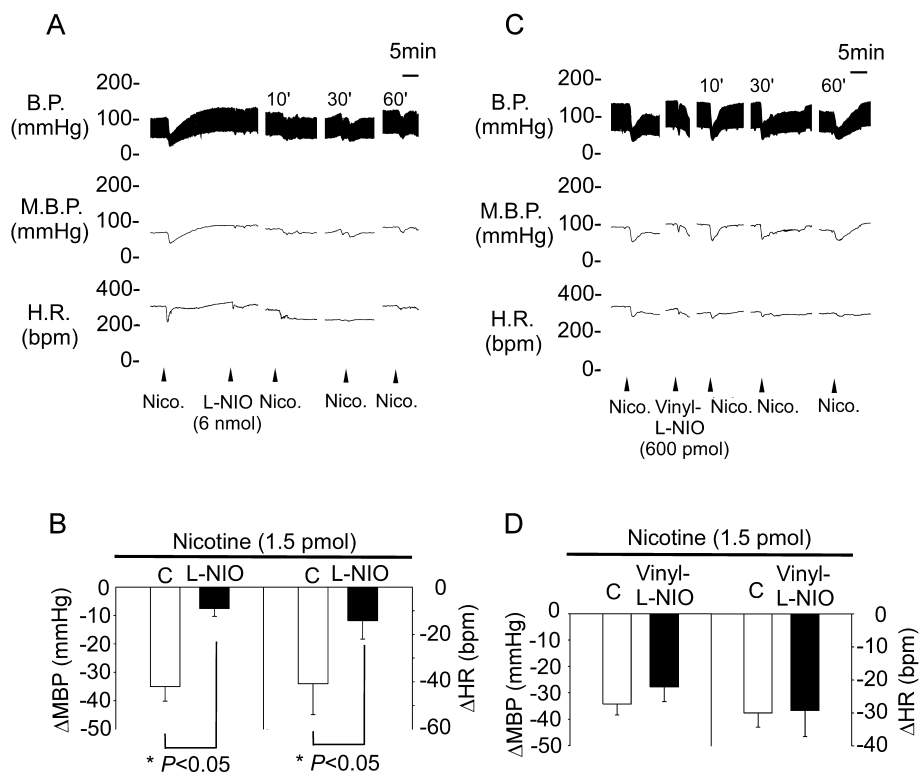 A
5min
B.P.
(mmHg)
200-
100-
0-
10'
30'
60'
M.B.P.
(mmHg)
200-
100-
0-
H.R.
(bpm)
400-
200-
0-
Nico.
L-NIO
(6 nmol)
Nico.
Nico.
Nico.
C
5min
B.P.
(mmHg)
200-
100-
0-
10'
30'
60'
M.B.P.
(mmHg)
200-
100-
0-
H.R.
(bpm)
400-
200-
0-
Nico.
Vinyl-
L-NIO
(600 pmol)
Nico.
Nico.
Nico.
B
Nicotine (1.5 pmol)
C
L-NIO
C
L-NIO
ΔMBP (mmHg)
0
-10
-20
-30
-40
-50
0
-20
-40
60
ΔHR (bpm)
* P<0.05
* P<0.05
D
Nicotine (1.5 pmol)
C
Vinyl-
L-NIO
C
Vinyl-
L-NIO
ΔMBP (mmHg)
0
-10
-20
-30
-40
-50
0
-10
-20
-30
-40
ΔHR (bpm)